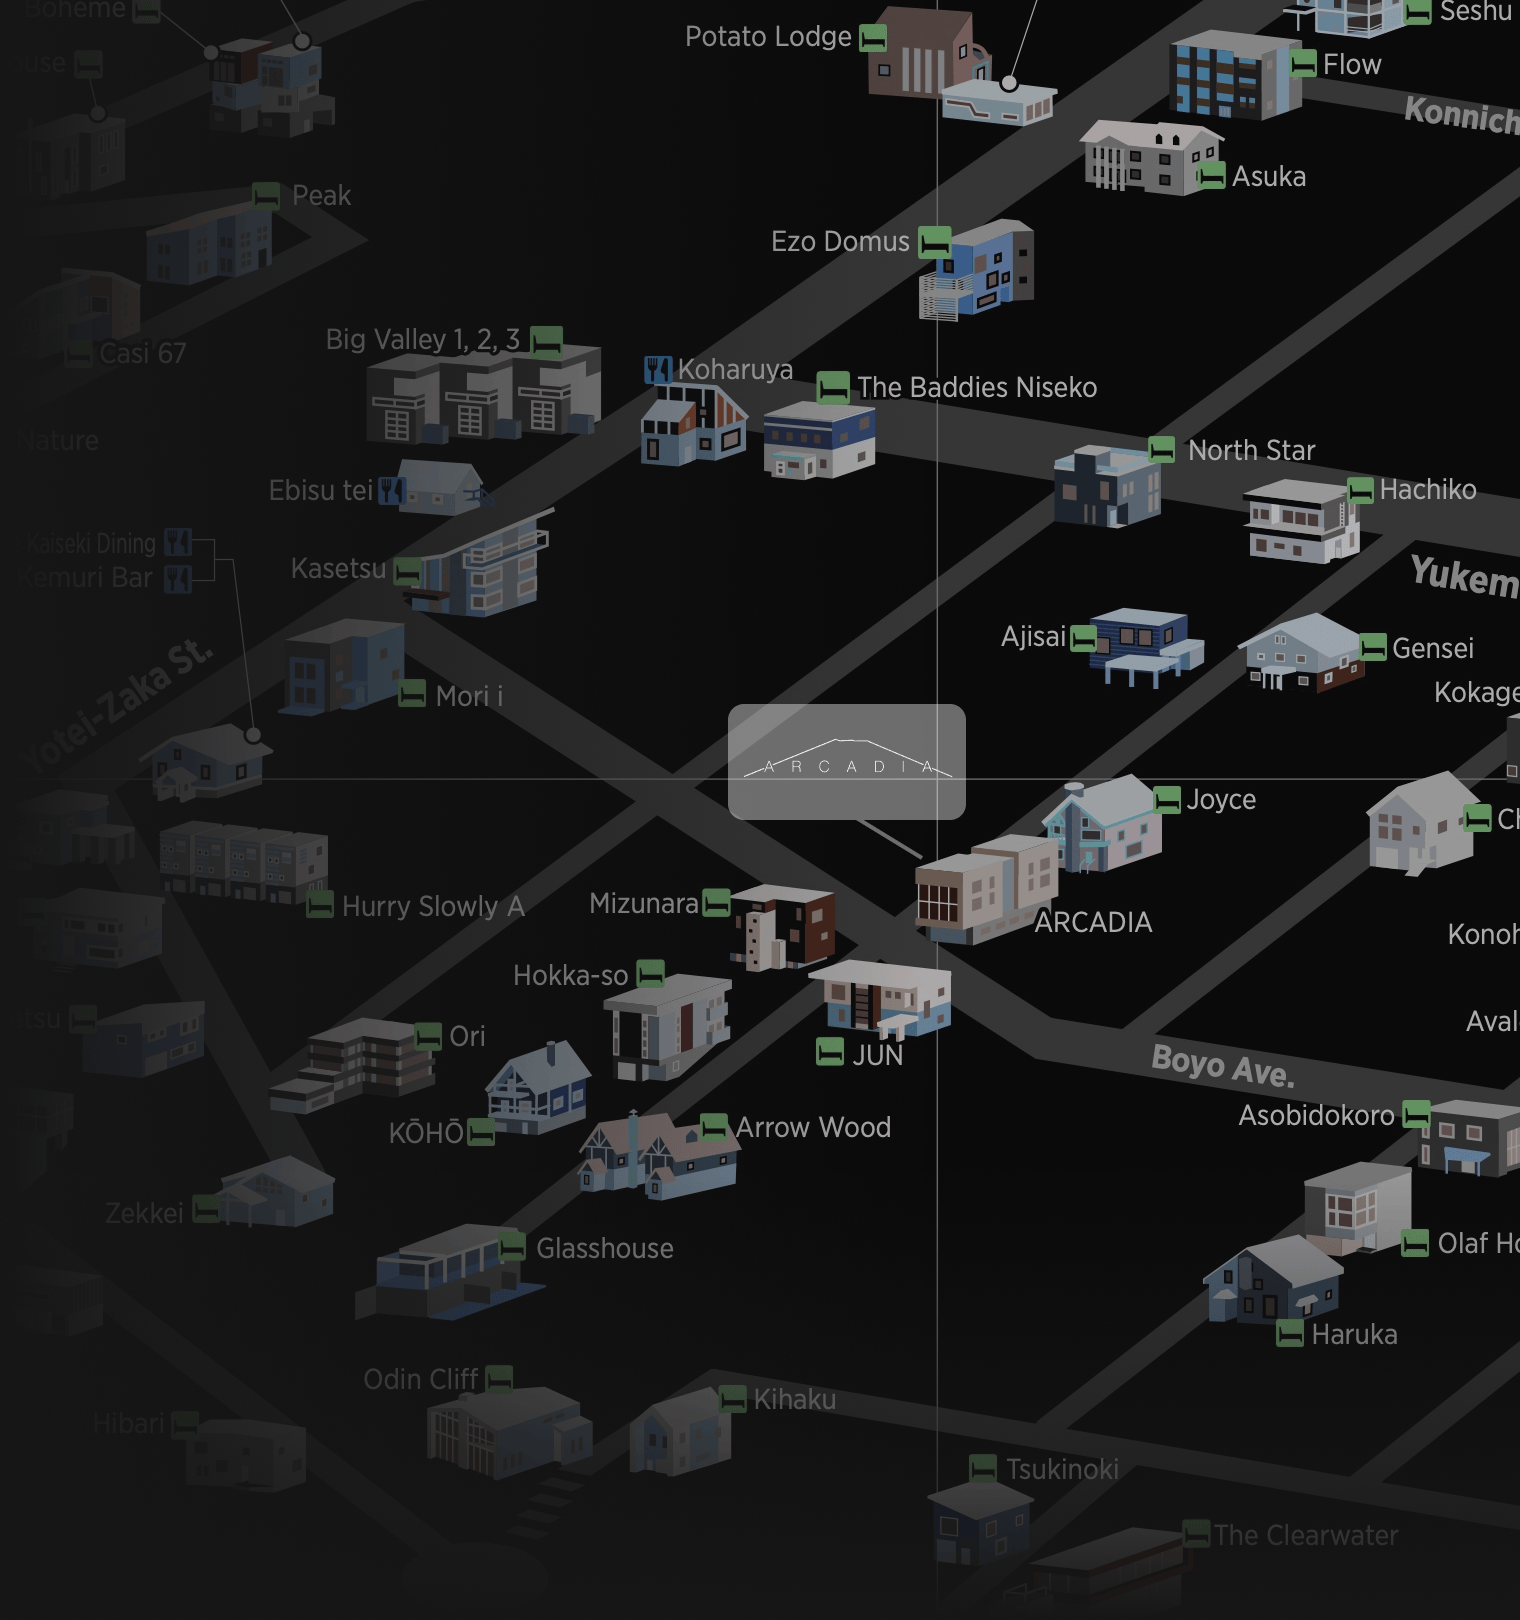 Boheme
Potato Lodge
Seshu
Flow
Konnich
Asuka
Peak
Ezo Domus
Big Valley 1, 2, 3
Casi 67
Koharuya
The Baddies Niseko
Nature
North Star
Ebisu tei
Hachiko
Kaiseki Dining
Kemuri Bar
Kasetsu
Yukem
Ajisai
Gensei
Yotei-Zaka St.
Mori i
Kokage
ARCADIA
Joyce
Ch
Hurry Slowly A
Mizunara
ARCADIA
Konoh
Hokka-so
Aval
Ori
JUN
Boyo Ave.
KŌHŌ
Arrow Wood
Asobidokoro
Zekkei
Glasshouse
Olaf Ho
Haruka
Odin Cliff
Kihaku
Hibari
Tsukinoki
The Clearwater